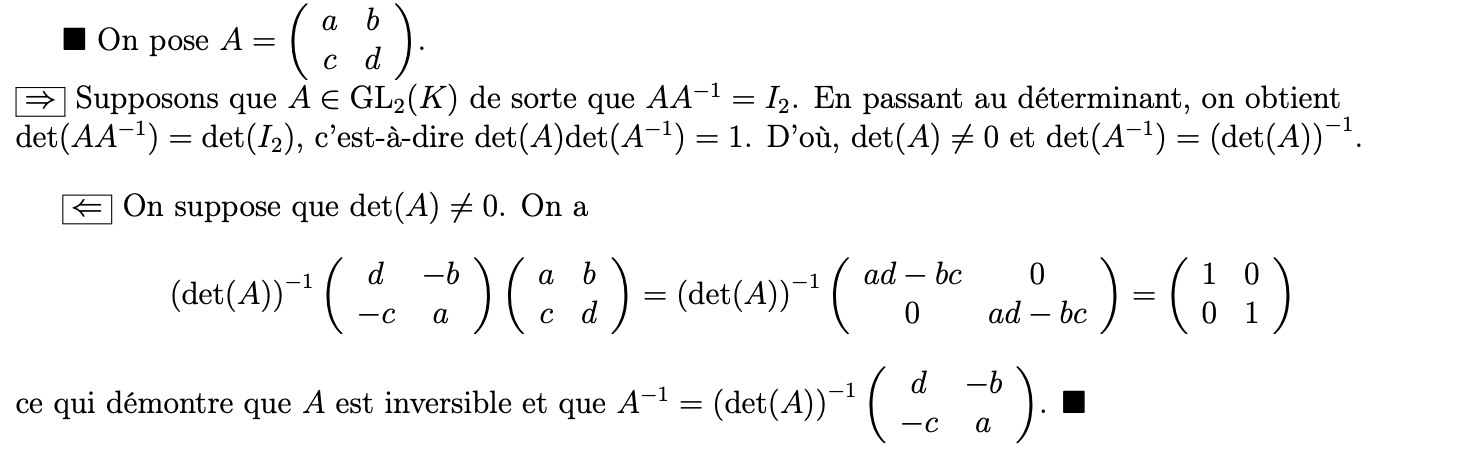 ■ On pose A = ( a b
c d ).
⇒ Supposons que A ∈ GL₂(K) de sorte que AA⁻¹ = I₂. En passant au déterminant, on obtient
det(AA⁻¹) = det(I₂), c'est-à-dire det(A)det(A⁻¹) = 1. D'où, det(A) ≠ 0 et det(A⁻¹) = (det(A))⁻¹.
⇐ On suppose que det(A) ≠ 0. On a
(det(A))⁻¹ ( d −b ; −c a ) ( a b ; c d ) = (det(A))⁻¹ ( ad − bc 0 ; 0 ad − bc ) = ( 1 0 ; 0 1 )
ce qui démontre que A est inversible et que A⁻¹ = (det(A))⁻¹ ( d −b ; −c a ). ■